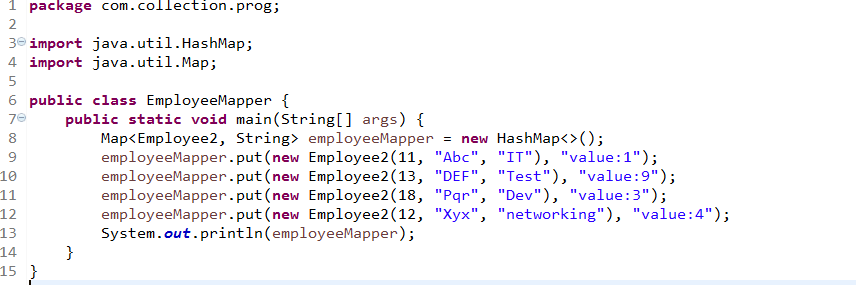 1 package com.collection.prog;
2
3 import java.util.HashMap;
4 import java.util.Map;
5
6 public class EmployeeMapper {
7     public static void main(String[] args) {
8         Map<Employee2, String> employeeMapper = new HashMap<>();
9         employeeMapper.put(new Employee2(11, "Abc", "IT"), "value:1");
10         employeeMapper.put(new Employee2(13, "DEF", "Test"), "value:9");
11         employeeMapper.put(new Employee2(18, "Pqr", "Dev"), "value:3");
12         employeeMapper.put(new Employee2(12, "Xyx", "networking"), "value:4");
13         System.out.println(employeeMapper);
14     }
15 }